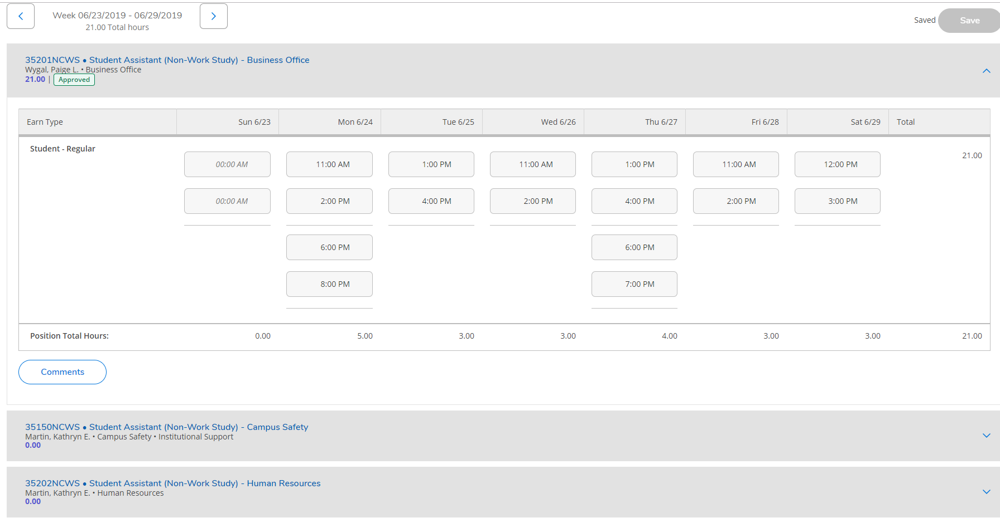 Week 06/23/2019 - 06/29/2019
21.00 Total hours
Saved
Save
35201NCWS • Student Assistant (Non-Work Study) - Business Office
Wygal, Paige L. • Business Office
21.00 | Approved
Earn Type Sun 6/23 Mon 6/24 Tue 6/25 Wed 6/26 Thu 6/27 Fri 6/28 Sat 6/29 Total
Student - Regular
00:00 AM 11:00 AM 1:00 PM 11:00 AM 1:00 PM 11:00 AM 12:00 PM 21.00
00:00 AM 2:00 PM 4:00 PM 2:00 PM 4:00 PM 2:00 PM 3:00 PM
6:00 PM 6:00 PM
8:00 PM 7:00 PM
Position Total Hours: 0.00 5.00 3.00 3.00 4.00 3.00 3.00 21.00
Comments
35150NCWS • Student Assistant (Non-Work Study) - Campus Safety
Martin, Kathryn E. • Campus Safety • Institutional Support
0.00
35202NCWS • Student Assistant (Non-Work Study) - Human Resources
Martin, Kathryn E. • Human Resources
0.00